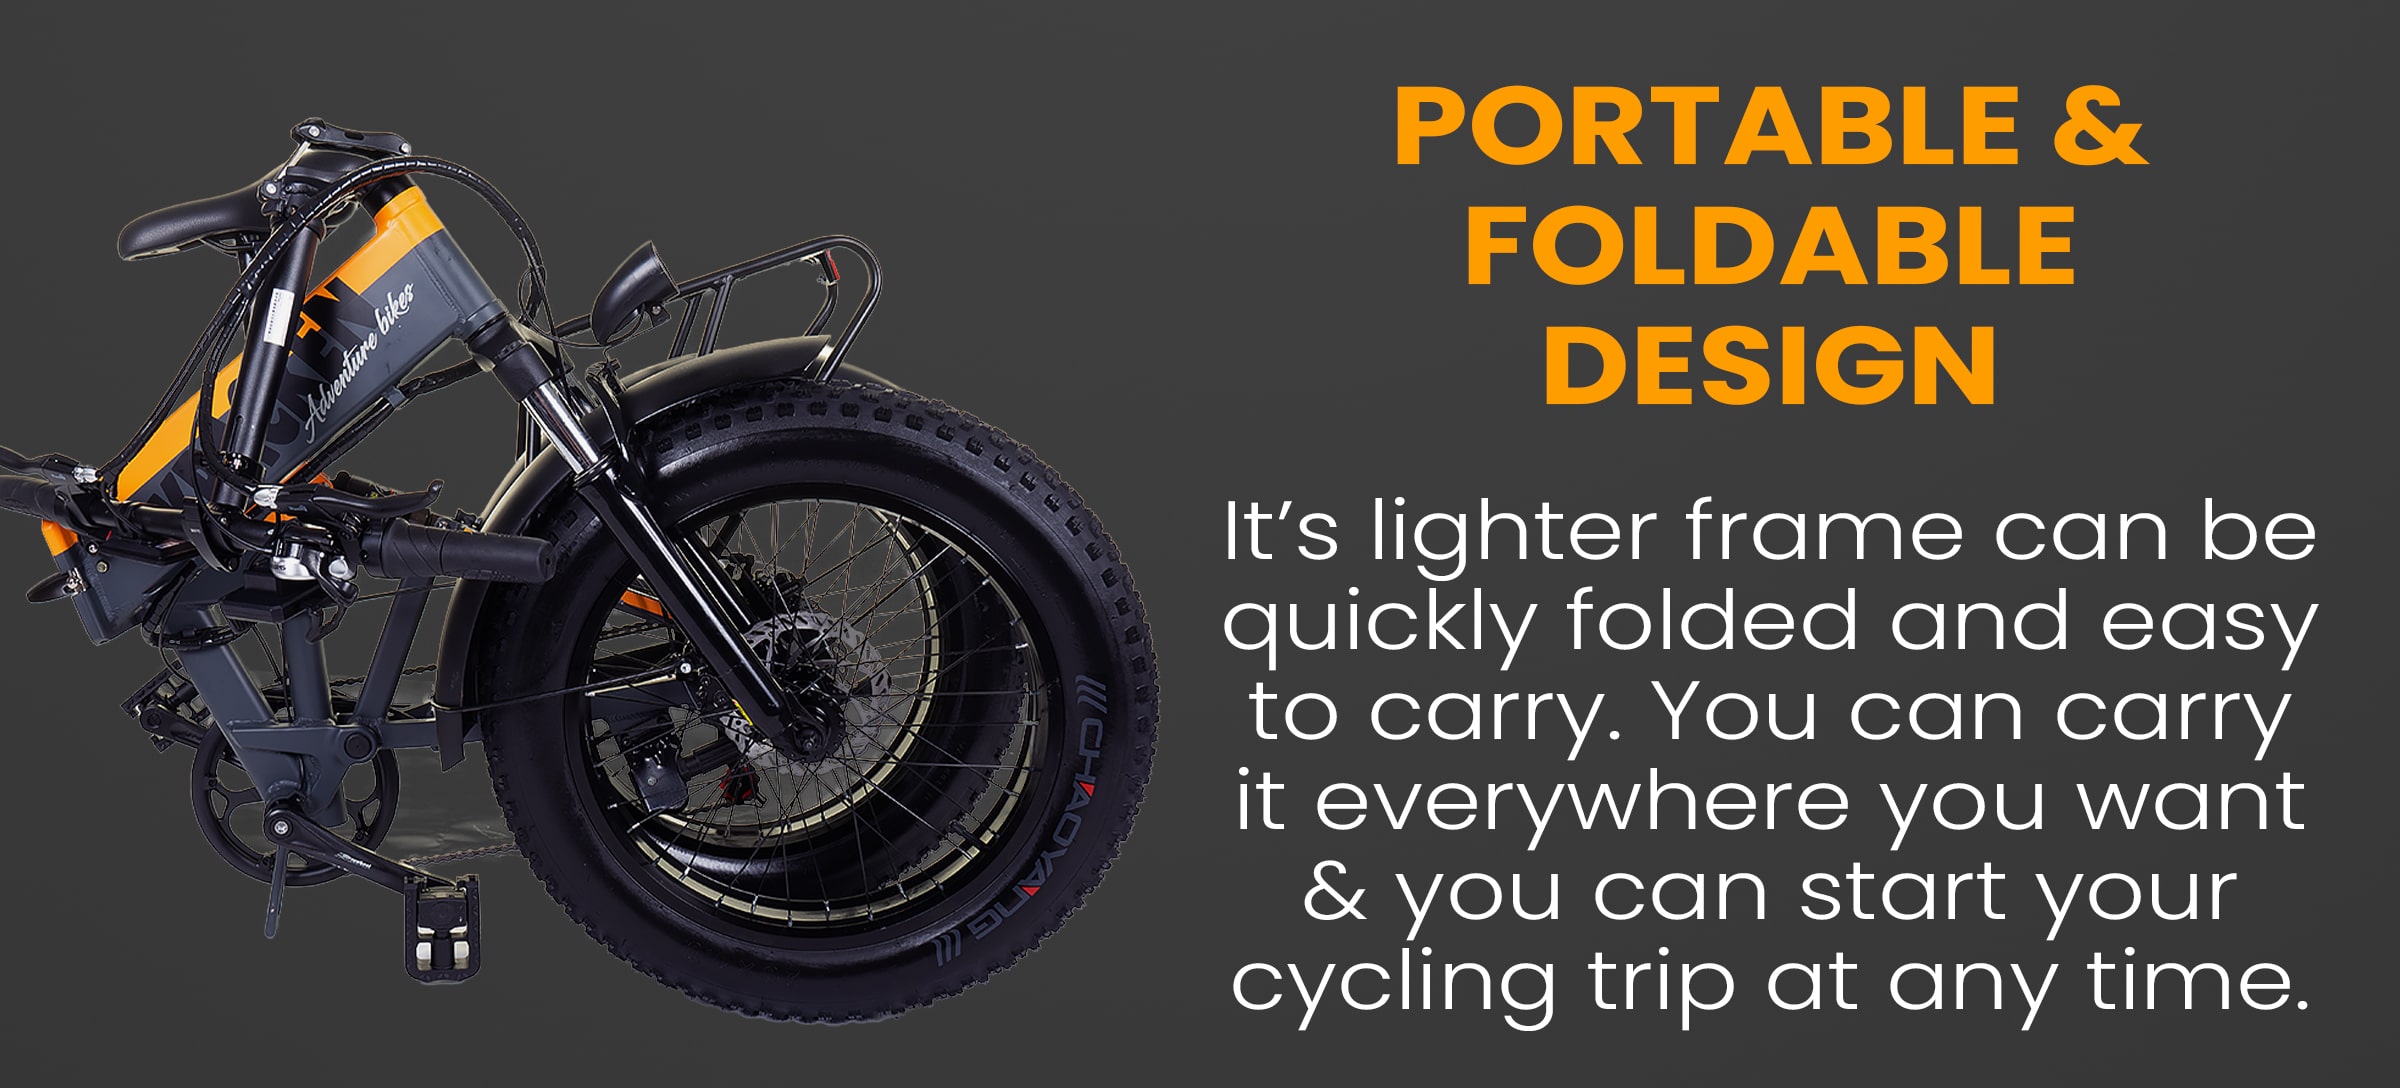 PORTABLE &
FOLDABLE
DESIGN
It's lighter frame can be
quickly folded and easy
to carry. You can carry
it everywhere you want
& you can start your
cycling trip at any time.
Adventure bikes
CHAOYANG